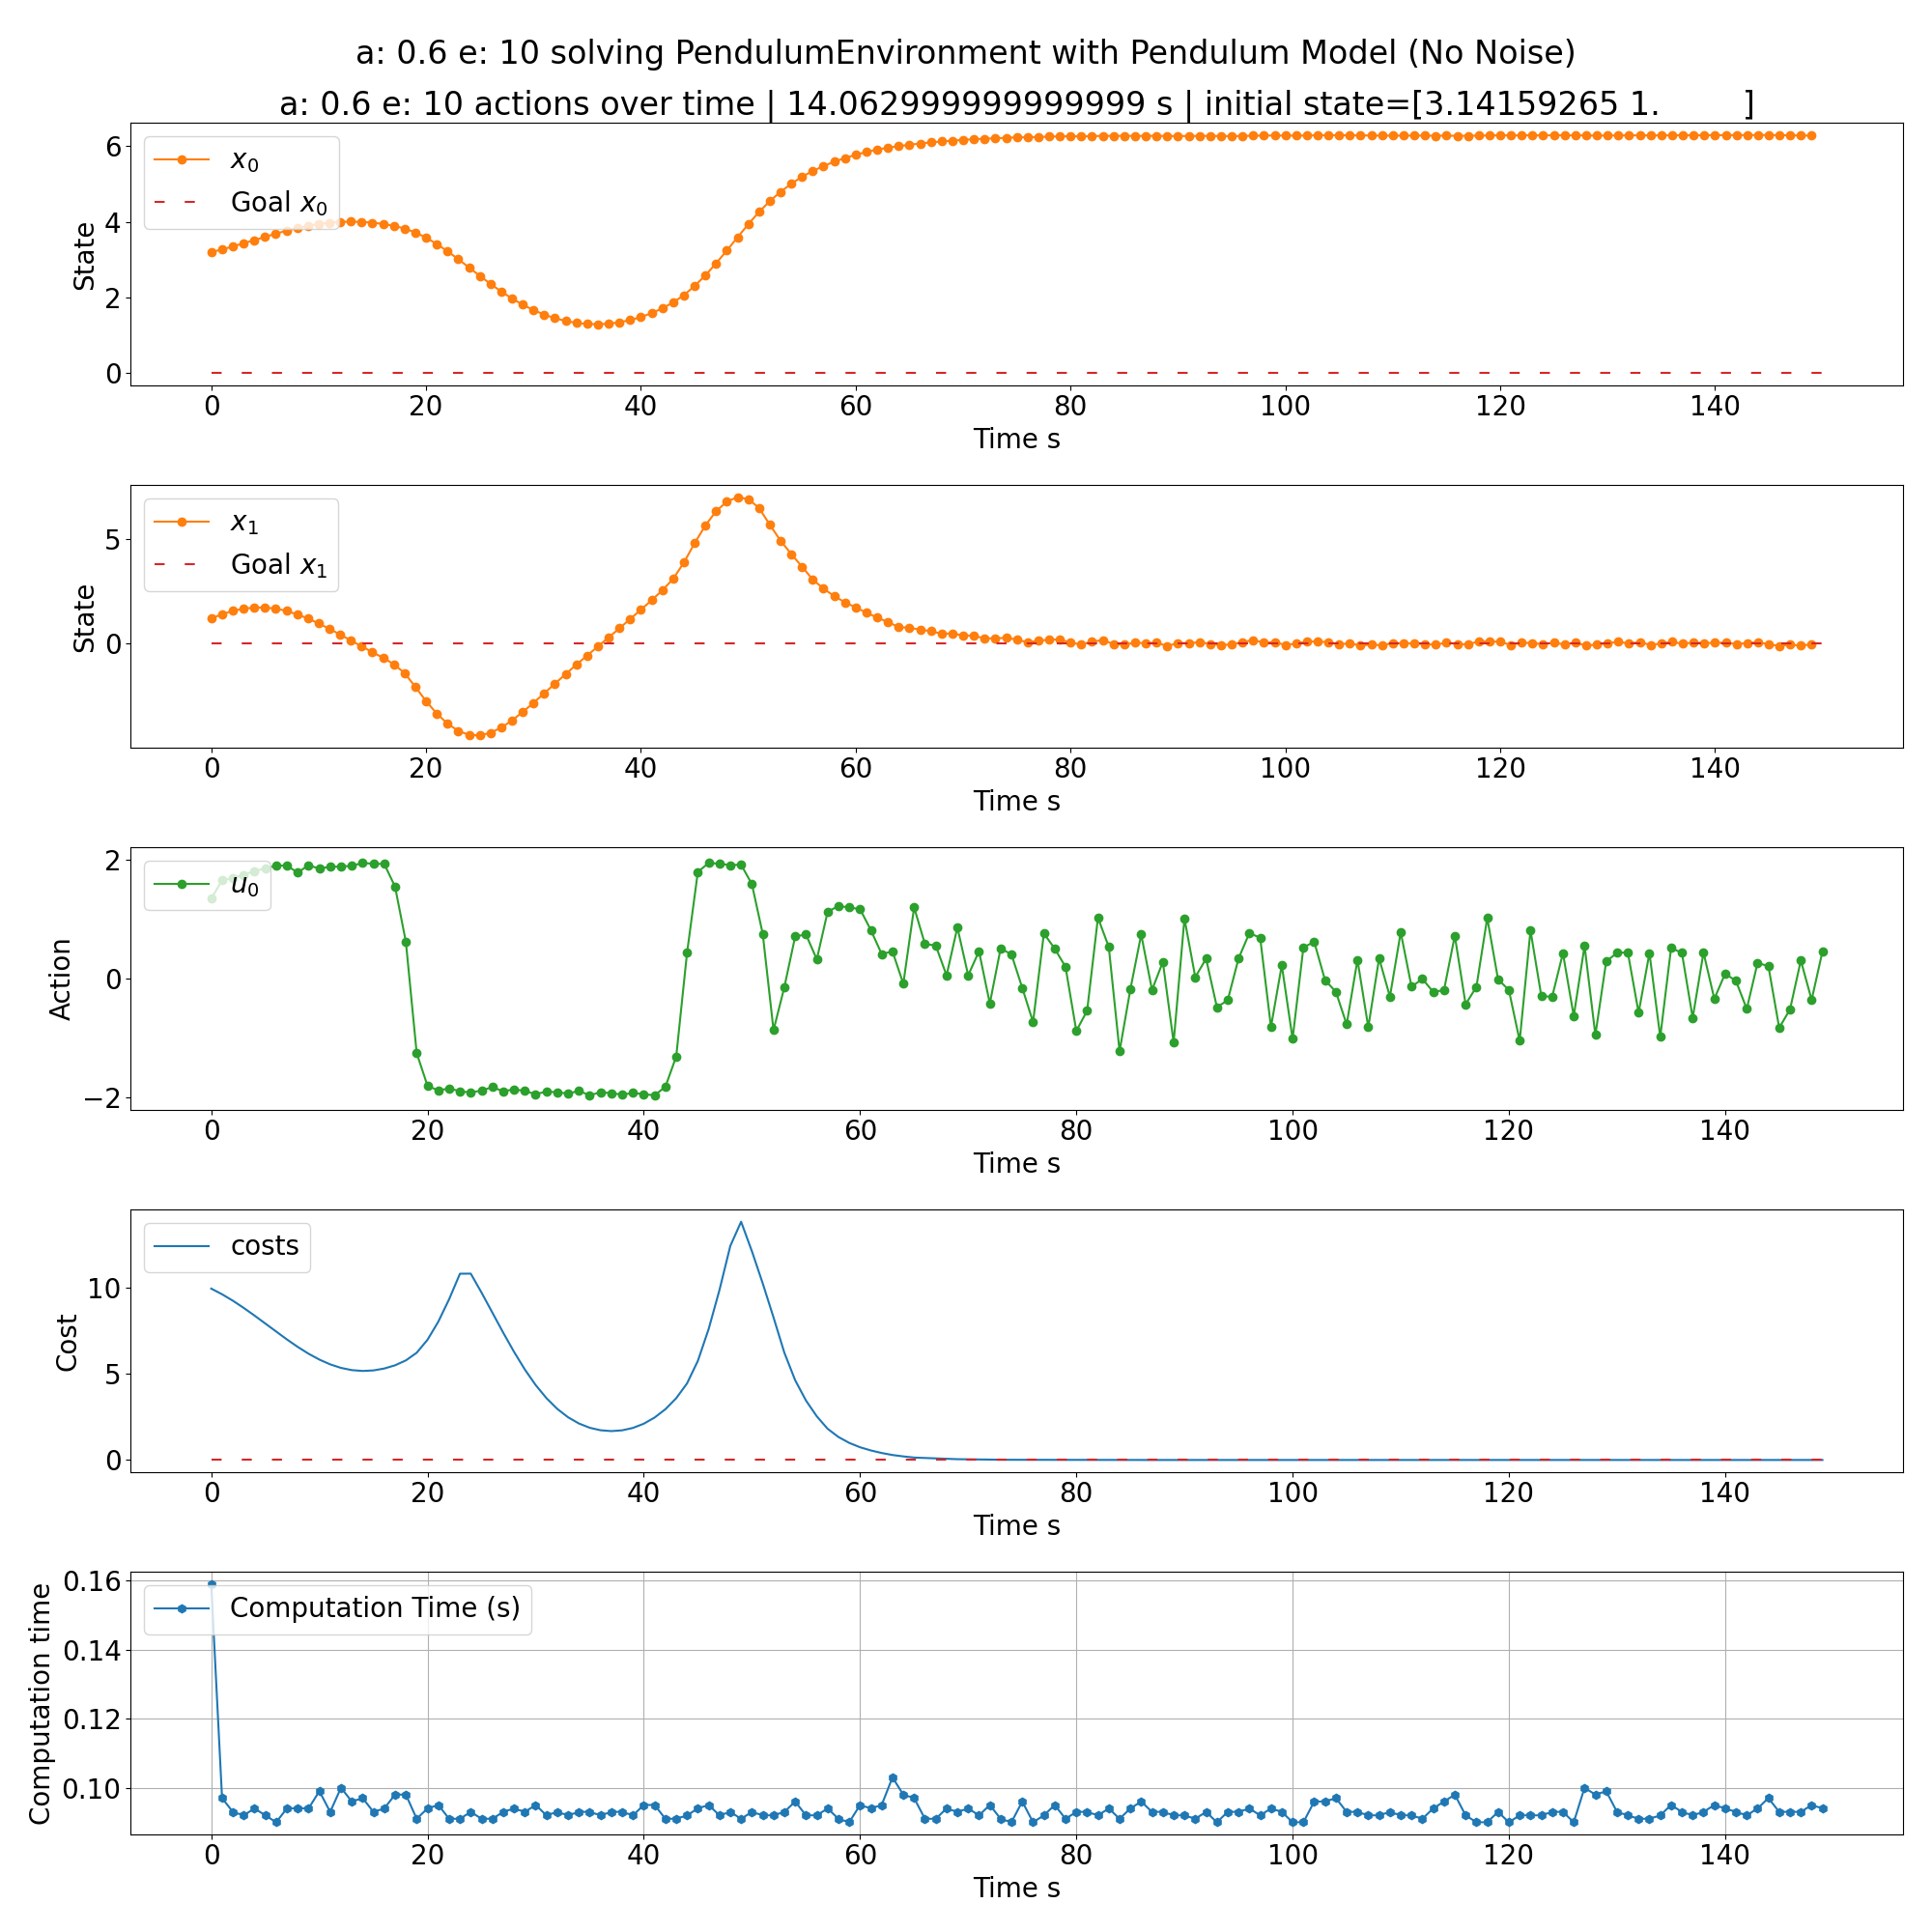 a: 0.6 e: 10 solving PendulumEnvironment with Pendulum Model (No Noise)
a: 0.6 e: 10 actions over time | 14.062999999999999 s | initial state=[3.14159265 1.         ]
x₀
Goal x₀
State
6
4
2
0
0 20 40 60 80 100 120 140
Time s
x₁
Goal x₁
State
5
0
0 20 40 60 80 100 120 140
Time s
u₀
Action
2
0
−2
0 20 40 60 80 100 120 140
Time s
costs
Cost
10
5
0
0 20 40 60 80 100 120 140
Time s
Computation Time (s)
Computation time
0.16
0.14
0.12
0.10
0 20 40 60 80 100 120 140
Time s